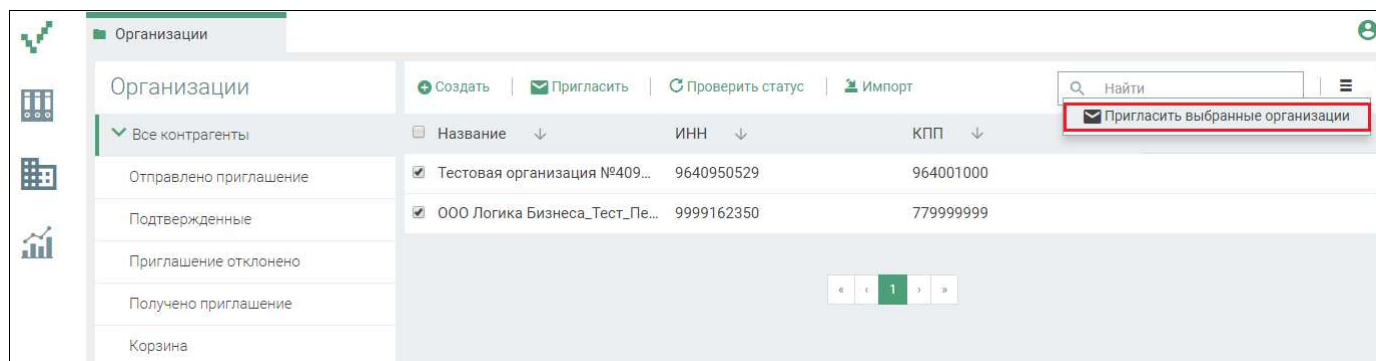 Организации
Организации
Создать Пригласить Проверить статус Импорт Найти
Пригласить выбранные организации
Все контрагенты
Название ИНН КПП
Отправлено приглашение
Тестовая организация №409... 9640950529 964001000
Подтвержденные
ООО Логика Бизнеса_Тест_Пе... 9999162350 779999999
Приглашение отклонено
Получено приглашение
« ‹ 1 › »
Корзина